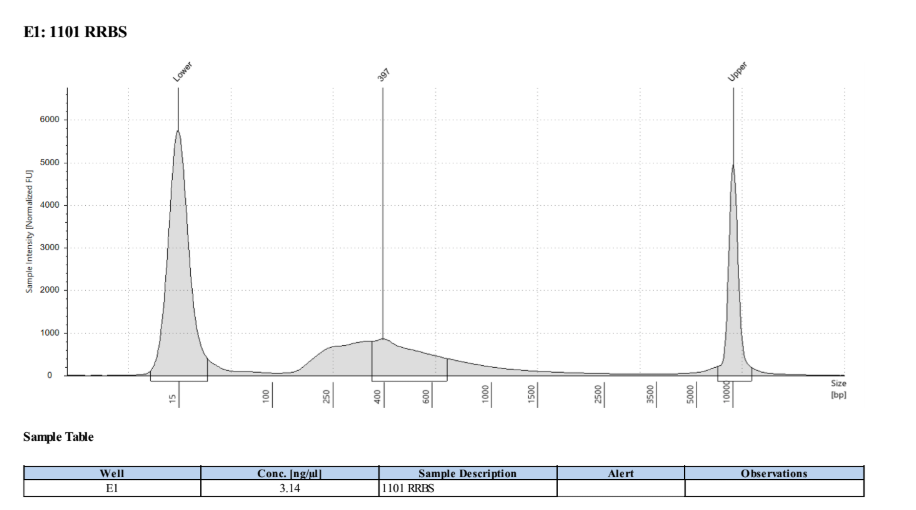 E1: 1101 RRBS
Lower
397
Upper
6000
5000
4000
3000
2000
1000
0
Sample Intensity [Normalized FU]
15
100
250
400
600
1000
1500
2500
3500
5000
10000
Size
[bp]
Sample Table
Well Conc. [ng/µl] Sample Description Alert Observations
E1 3.14 1101 RRBS